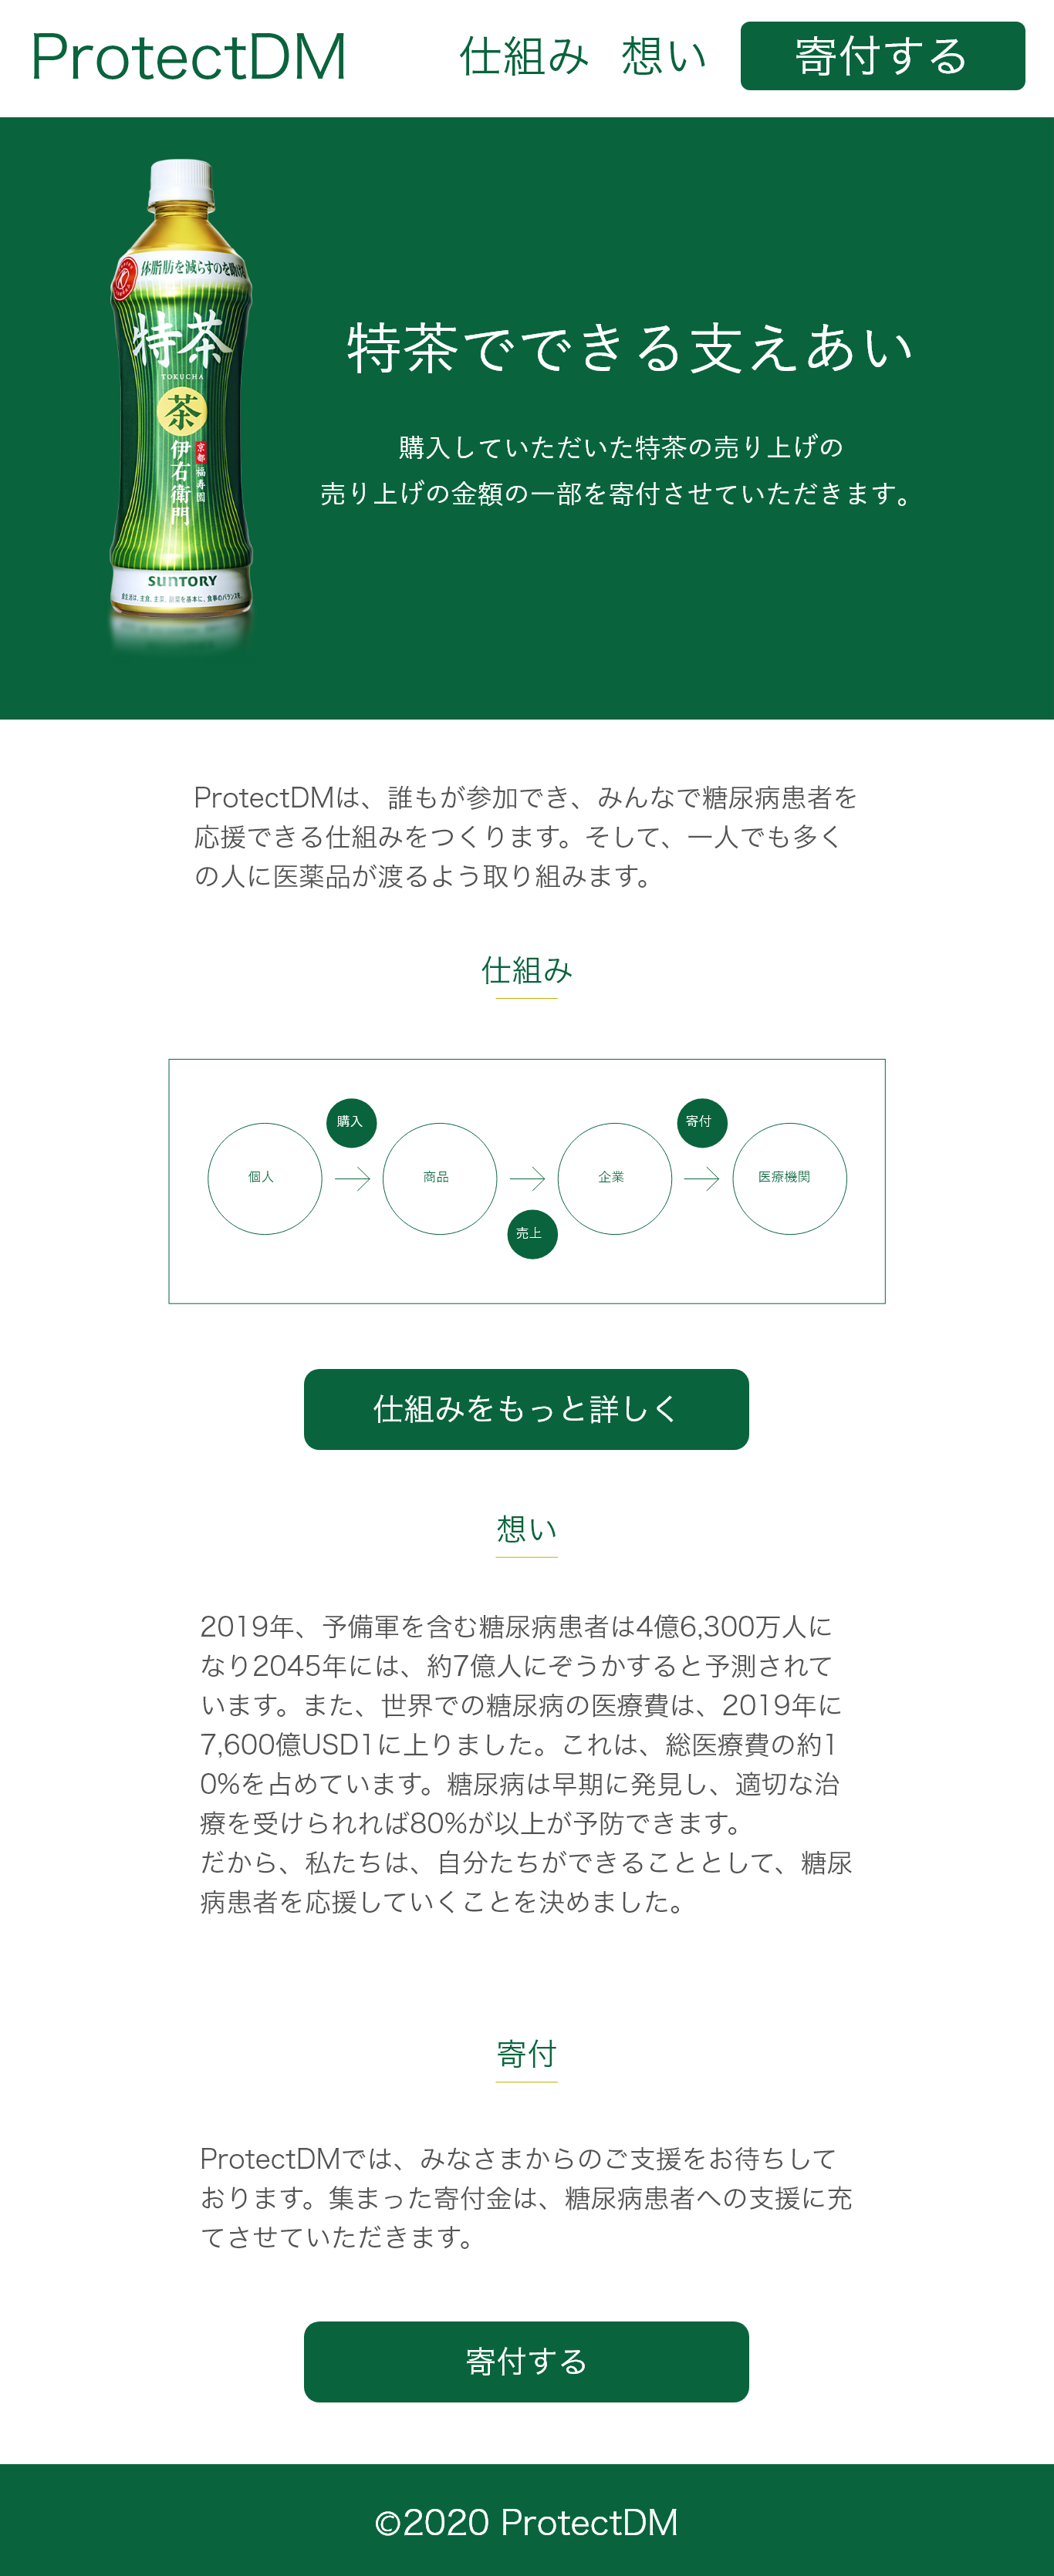 ProtectDM
仕組み 想い 寄付する
体脂肪を減らすのを助ける
特茶
TOKUCHA
茶
京都福寿園
伊右衛門
SUNTORY
食生活は、主食、主菜、副菜を基本に、食事のバランスを。
特茶でできる支えあい
購入していただいた特茶の売り上げの
売り上げの金額の一部を寄付させていただきます。
ProtectDMは、誰もが参加でき、みんなで糖尿病患者を
応援できる仕組みをつくります。そして、一人でも多く
の人に医薬品が渡るよう取り組みます。
仕組み
個人
購入
商品
売上
企業
寄付
医療機関
仕組みをもっと詳しく
想い
2019年、予備軍を含む糖尿病患者は4億6,300万人に
なり2045年には、約7億人にぞうかすると予測されて
います。また、世界での糖尿病の医療費は、2019年に
7,600億USD1に上りました。これは、総医療費の約1
0%を占めています。糖尿病は早期に発見し、適切な治
療を受けられれば80%が以上が予防できます。
だから、私たちは、自分たちができることとして、糖尿
病患者を応援していくことを決めました。
寄付
ProtectDMでは、みなさまからのご支援をお待ちして
おります。集まった寄付金は、糖尿病患者への支援に充
てさせていただきます。
寄付する
©2020 ProtectDM